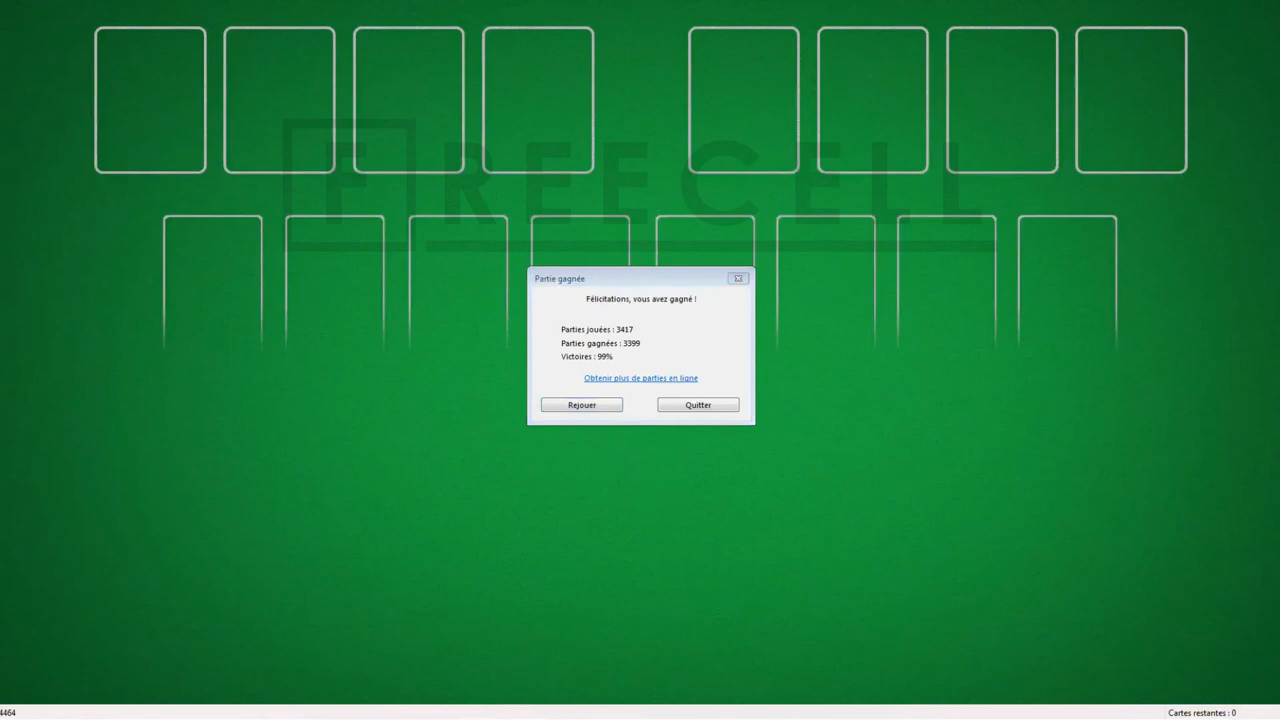 FREECELL
Partie gagnée
Félicitations, vous avez gagné !
Parties jouées : 3417
Parties gagnées : 3399
Victoires : 99%
Obtenir plus de parties en ligne
Rejouer
Quitter
4464
Cartes restantes : 0